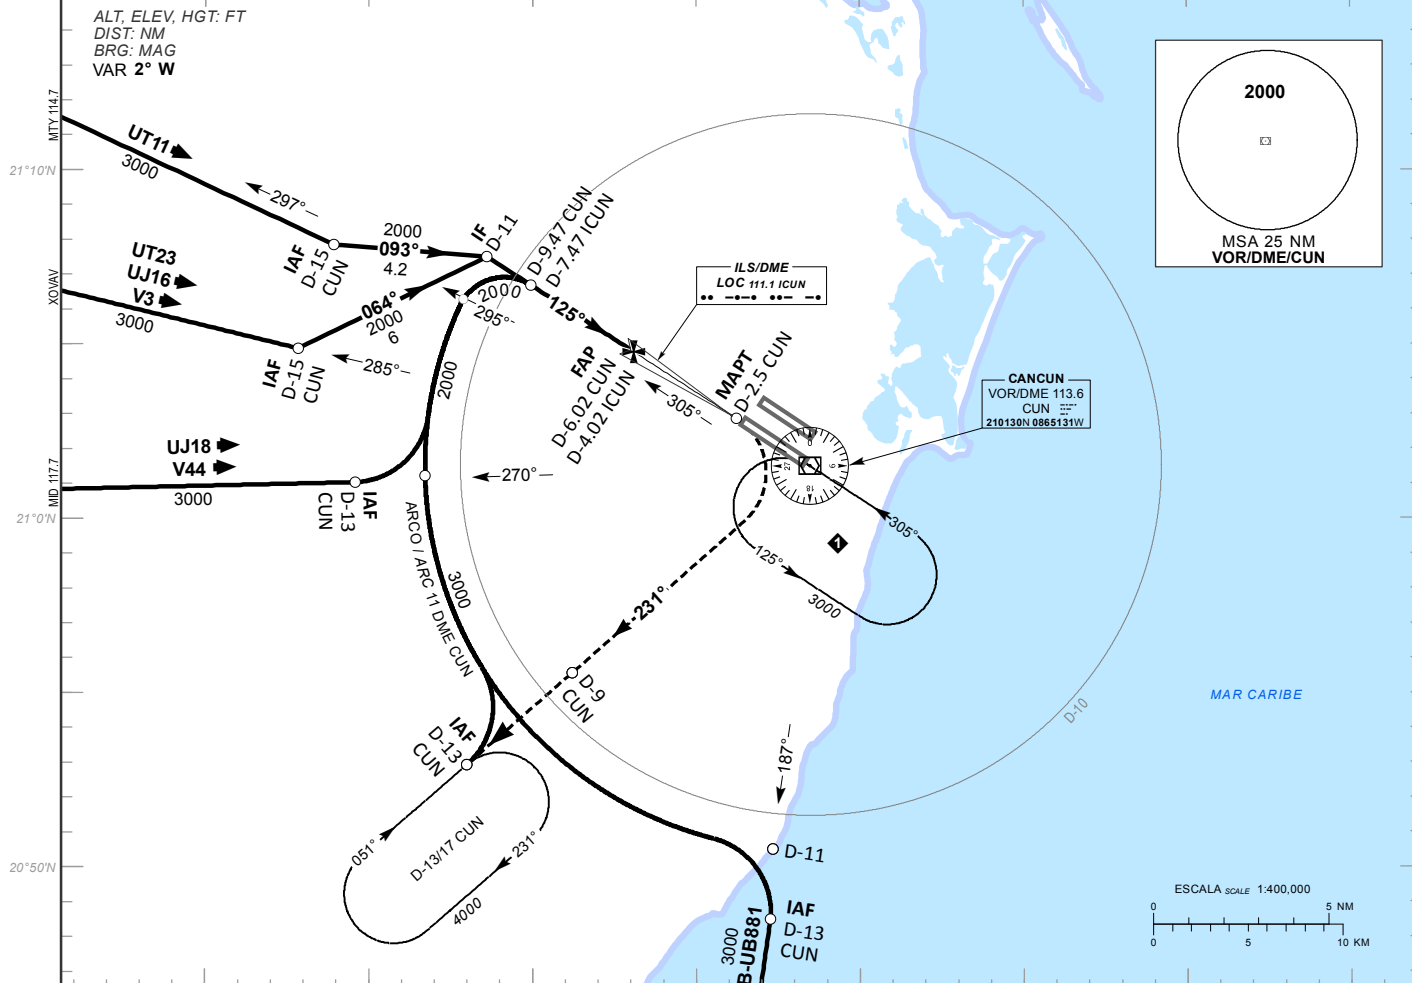 ALT, ELEV, HGT: FT
DIST: NM
BRG: MAG
VAR 2° W
MTY 114.7
UT11
3000
297°
21°10'N
IAF
D-15
CUN
2000
093°
4.2
IF
D-11
D-9.47 CUN
D-7.47 ICUN
UT23
UJ16
V3
XOVAV
3000
064°
2000
6
2000
295°
125°
IAF
D-15
CUN
285°
ILS/DME
LOC 111.1 ICUN
FAP
D-6.02 CUN
D-4.02 ICUN
305°
MAPT
D-2.5 CUN
2000
CANCUN
VOR/DME 113.6
CUN
210130N 0865131W
0
9
18
27
UJ18
V44
MID 117.7
3000
IAF
D-13
CUN
270°
21°0'N
ARCO / ARC 11 DME CUN
3000
305°
125°
3000
1
231°
D-9
CUN
IAF
D-13
CUN
051°
D-13/17 CUN
231°
4000
187°
D-10
MAR CARIBE
D-11
20°50'N
IAF
D-13
CUN
3000
B-UB881
2000
MSA 25 NM
VOR/DME/CUN
ESCALA SCALE 1:400,000
0 5 NM
0 5 10 KM